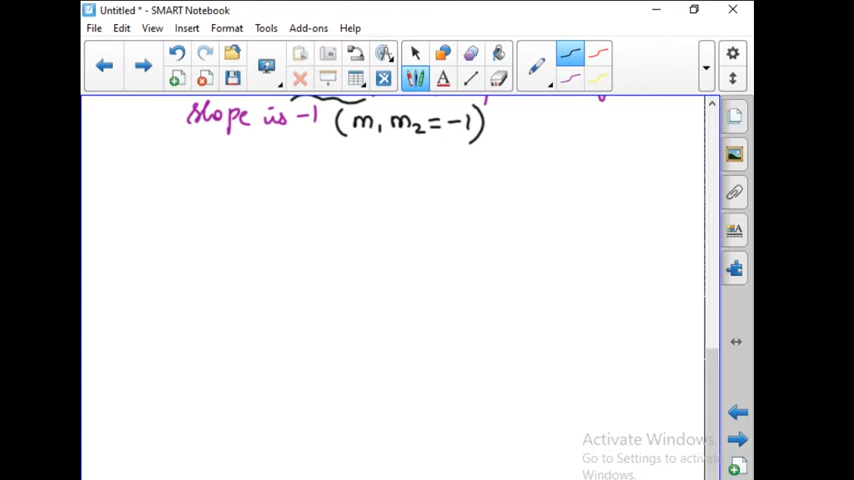 Untitled * - SMART Notebook
File Edit View Insert Format Tools Add-ons Help
slope is -1 (m, m₂ = -1)
Activate Windows
Go to Settings to activate
Windows.